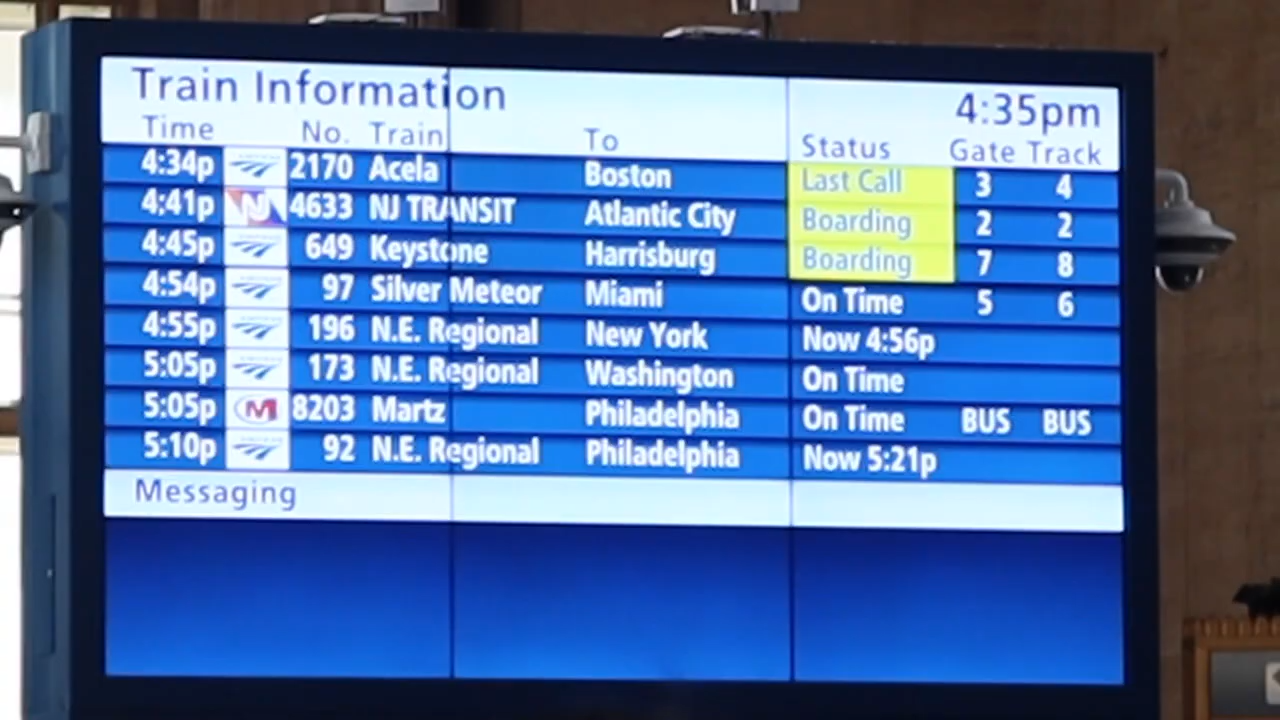 Train Information 4:35pm
Time No. Train To Status Gate Track
4:34p 2170 Acela Boston Last Call 3 4
4:41p NJ 4633 NJ TRANSIT Atlantic City Boarding 2 2
4:45p 649 Keystone Harrisburg Boarding 7 8
4:54p 97 Silver Meteor Miami On Time 5 6
4:55p 196 N.E. Regional New York Now 4:56p
5:05p 173 N.E. Regional Washington On Time
5:05p M 8203 Martz Philadelphia On Time BUS BUS
5:10p 92 N.E. Regional Philadelphia Now 5:21p
Messaging